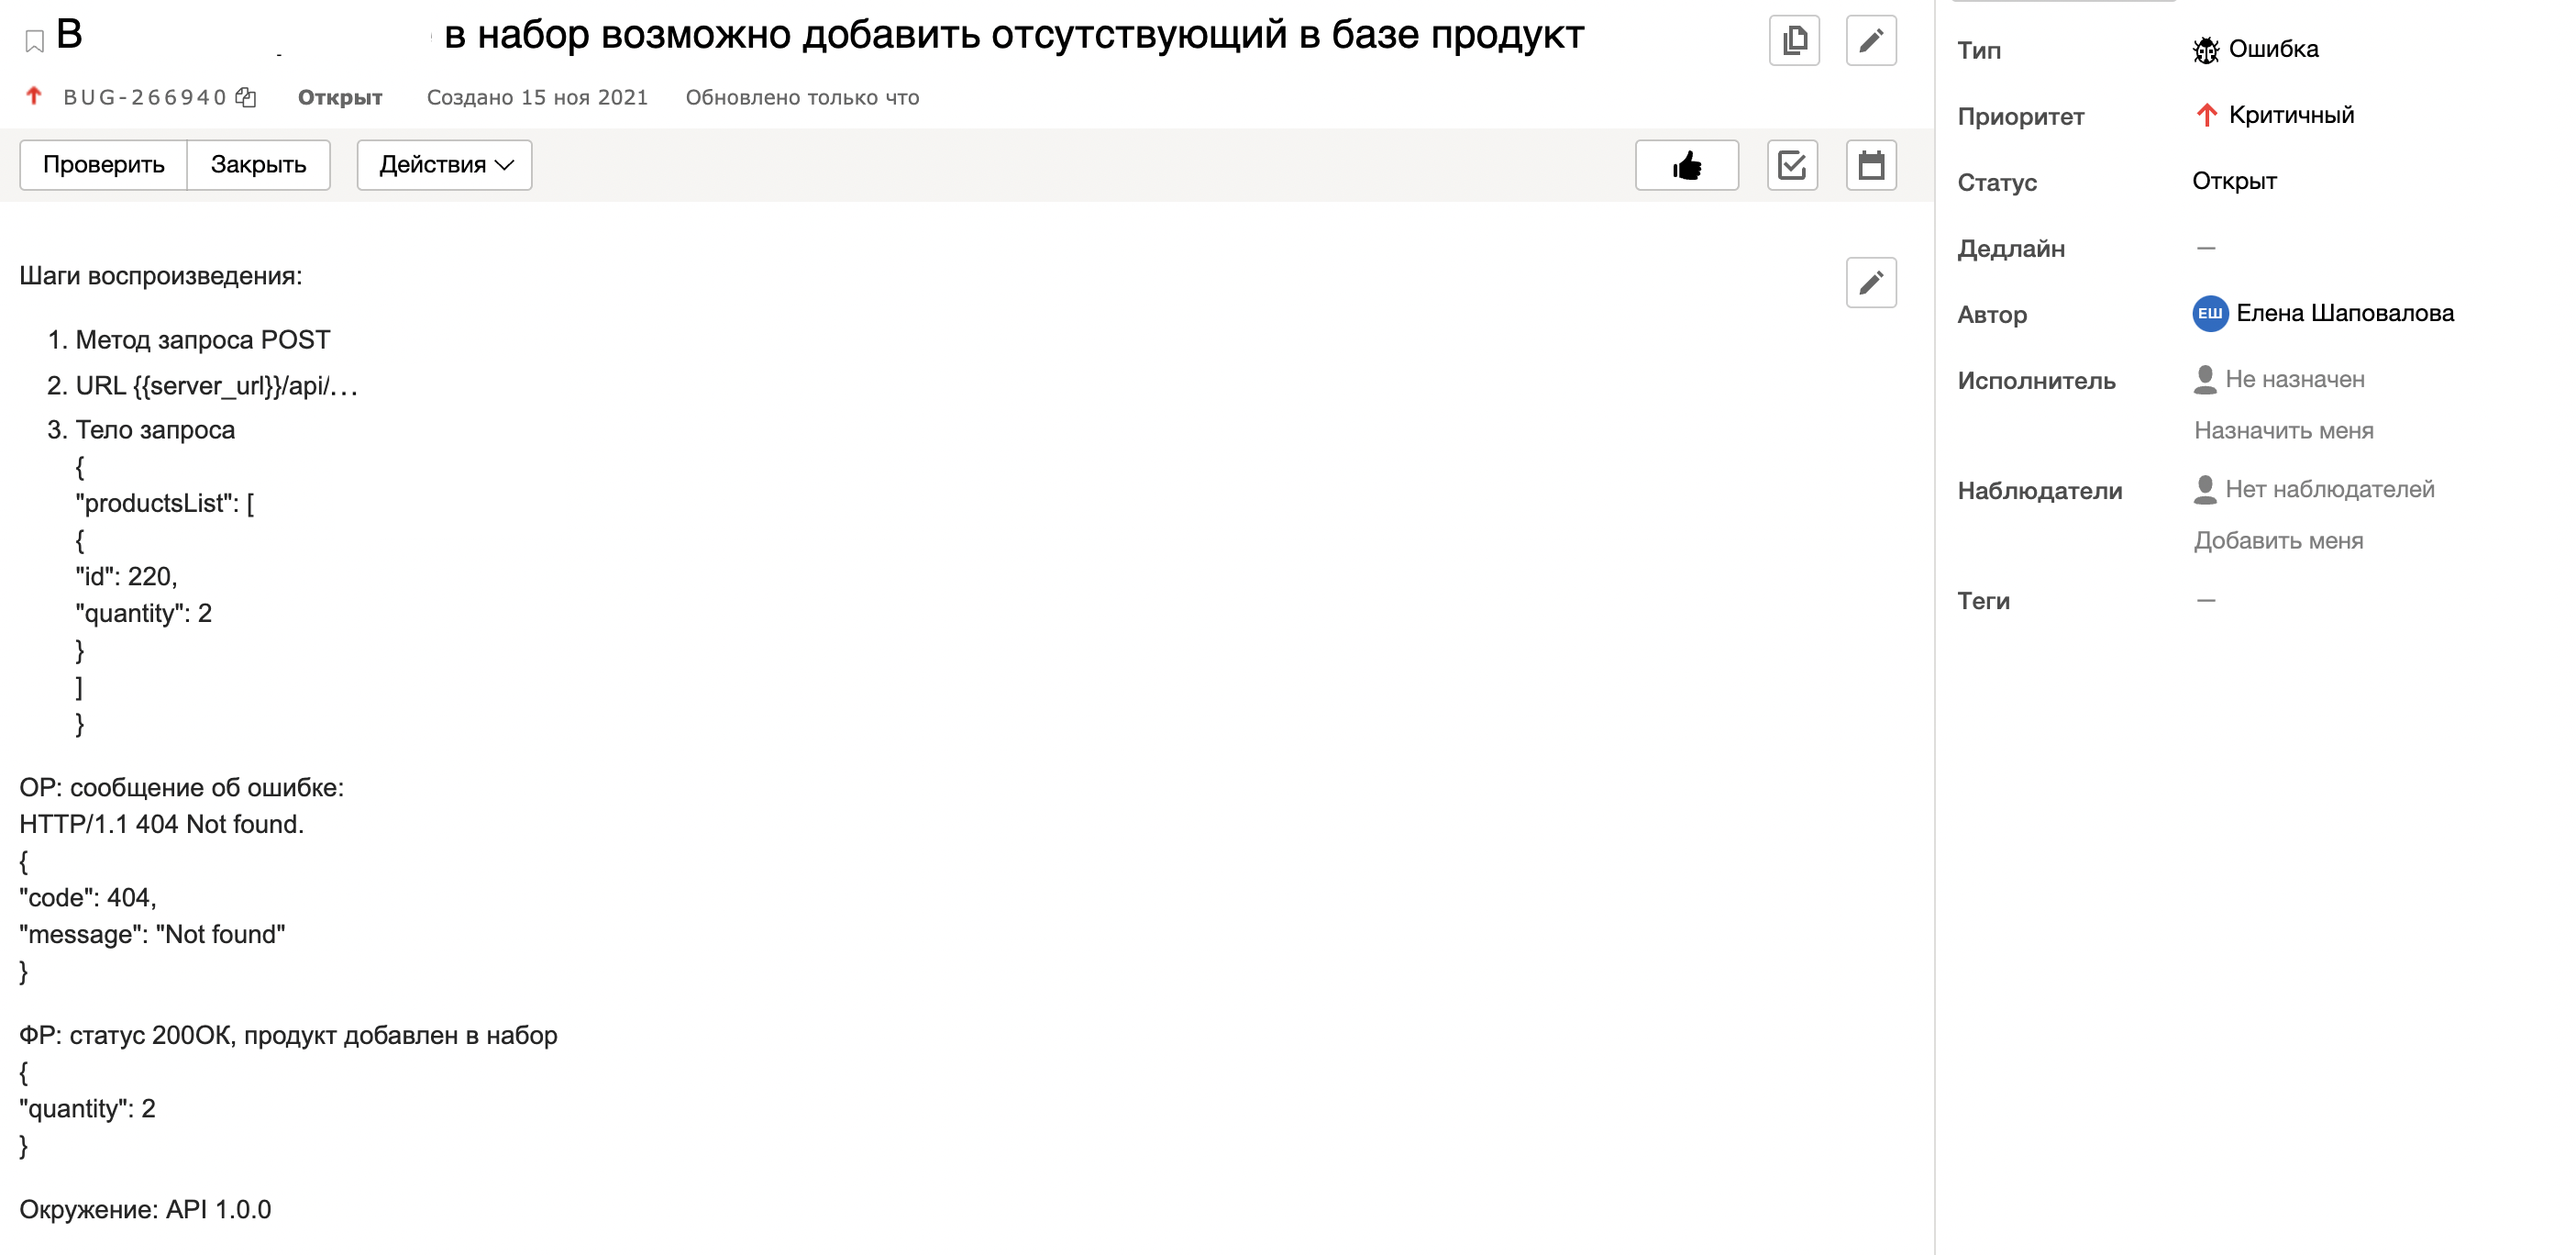 В в набор возможно добавить отсутствующий в базе продукт
BUG-266940 Открыт Создано 15 ноя 2021 Обновлено только что
Проверить Закрыть Действия
Шаги воспроизведения:
1. Метод запроса POST
2. URL {{server_url}}/api/...
3. Тело запроса
{
"productsList": [
{
"id": 220,
"quantity": 2
}
]
}
ОР: сообщение об ошибке:
HTTP/1.1 404 Not found.
{
"code": 404,
"message": "Not found"
}
ФР: статус 200ОК, продукт добавлен в набор
{
"quantity": 2
}
Окружение: API 1.0.0
Тип Ошибка
Приоритет Критичный
Статус Открыт
Дедлайн —
Автор ЕШ Елена Шаповалова
Исполнитель Не назначен
Назначить меня
Наблюдатели Нет наблюдателей
Добавить меня
Теги —